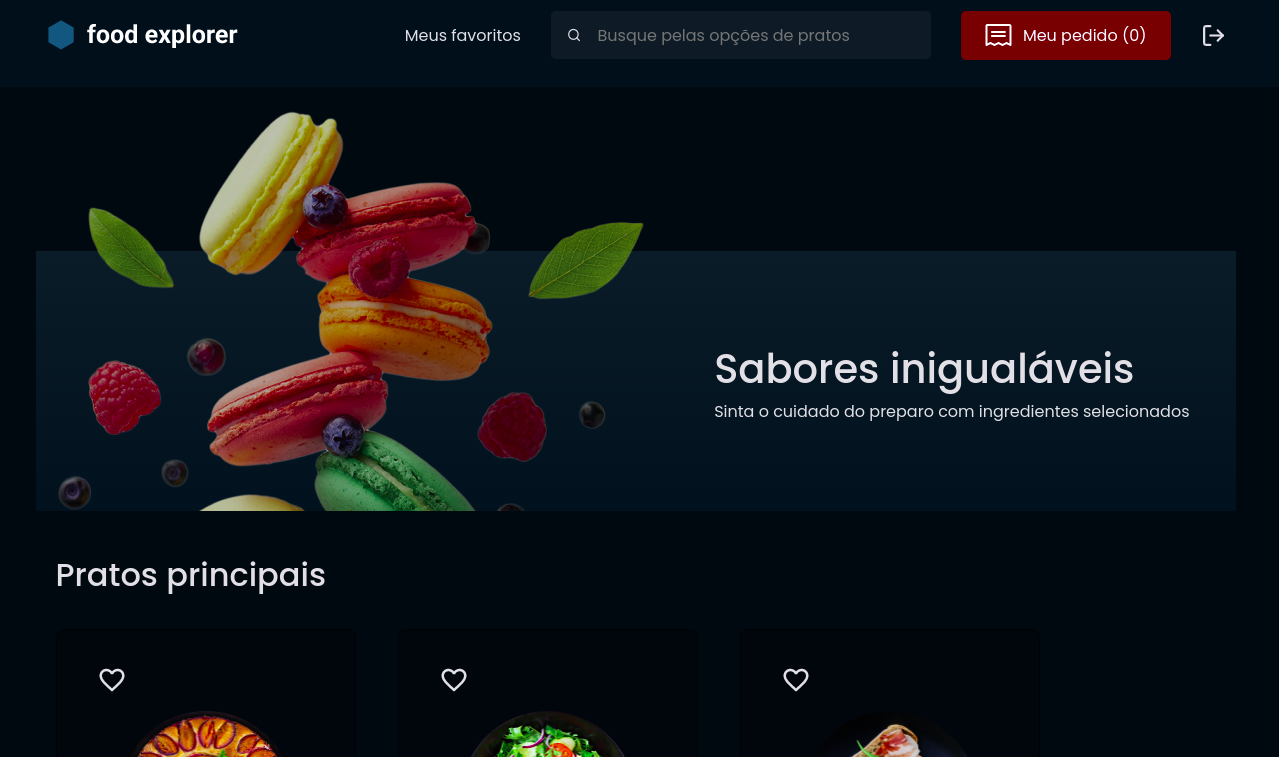 food explorer
Meus favoritos
Busque pelas opções de pratos
Meu pedido (0)
Sabores inigualáveis
Sinta o cuidado do preparo com ingredientes selecionados
Pratos principais